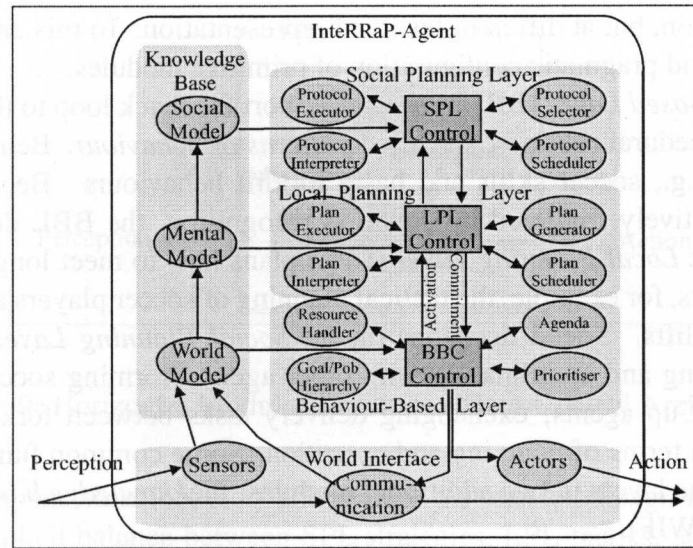 InteRRaP-Agent
Knowledge
Base
Social
Model
Mental
Model
World
Model
Social Planning Layer
Protocol
Executor
SPL
Control
Protocol
Selector
Protocol
Interpreter
Protocol
Scheduler
Local Planning
Layer
Plan
Executor
LPL
Control
Plan
Generator
Plan
Interpreter
Plan
Scheduler
Activation
Commitment
Resource
Handler
BBC
Control
Agenda
Goal/Pob
Hierarchy
Prioritiser
Behaviour-Based Layer
Perception
Sensors
World Interface
Commu-
nication
Actors
Action